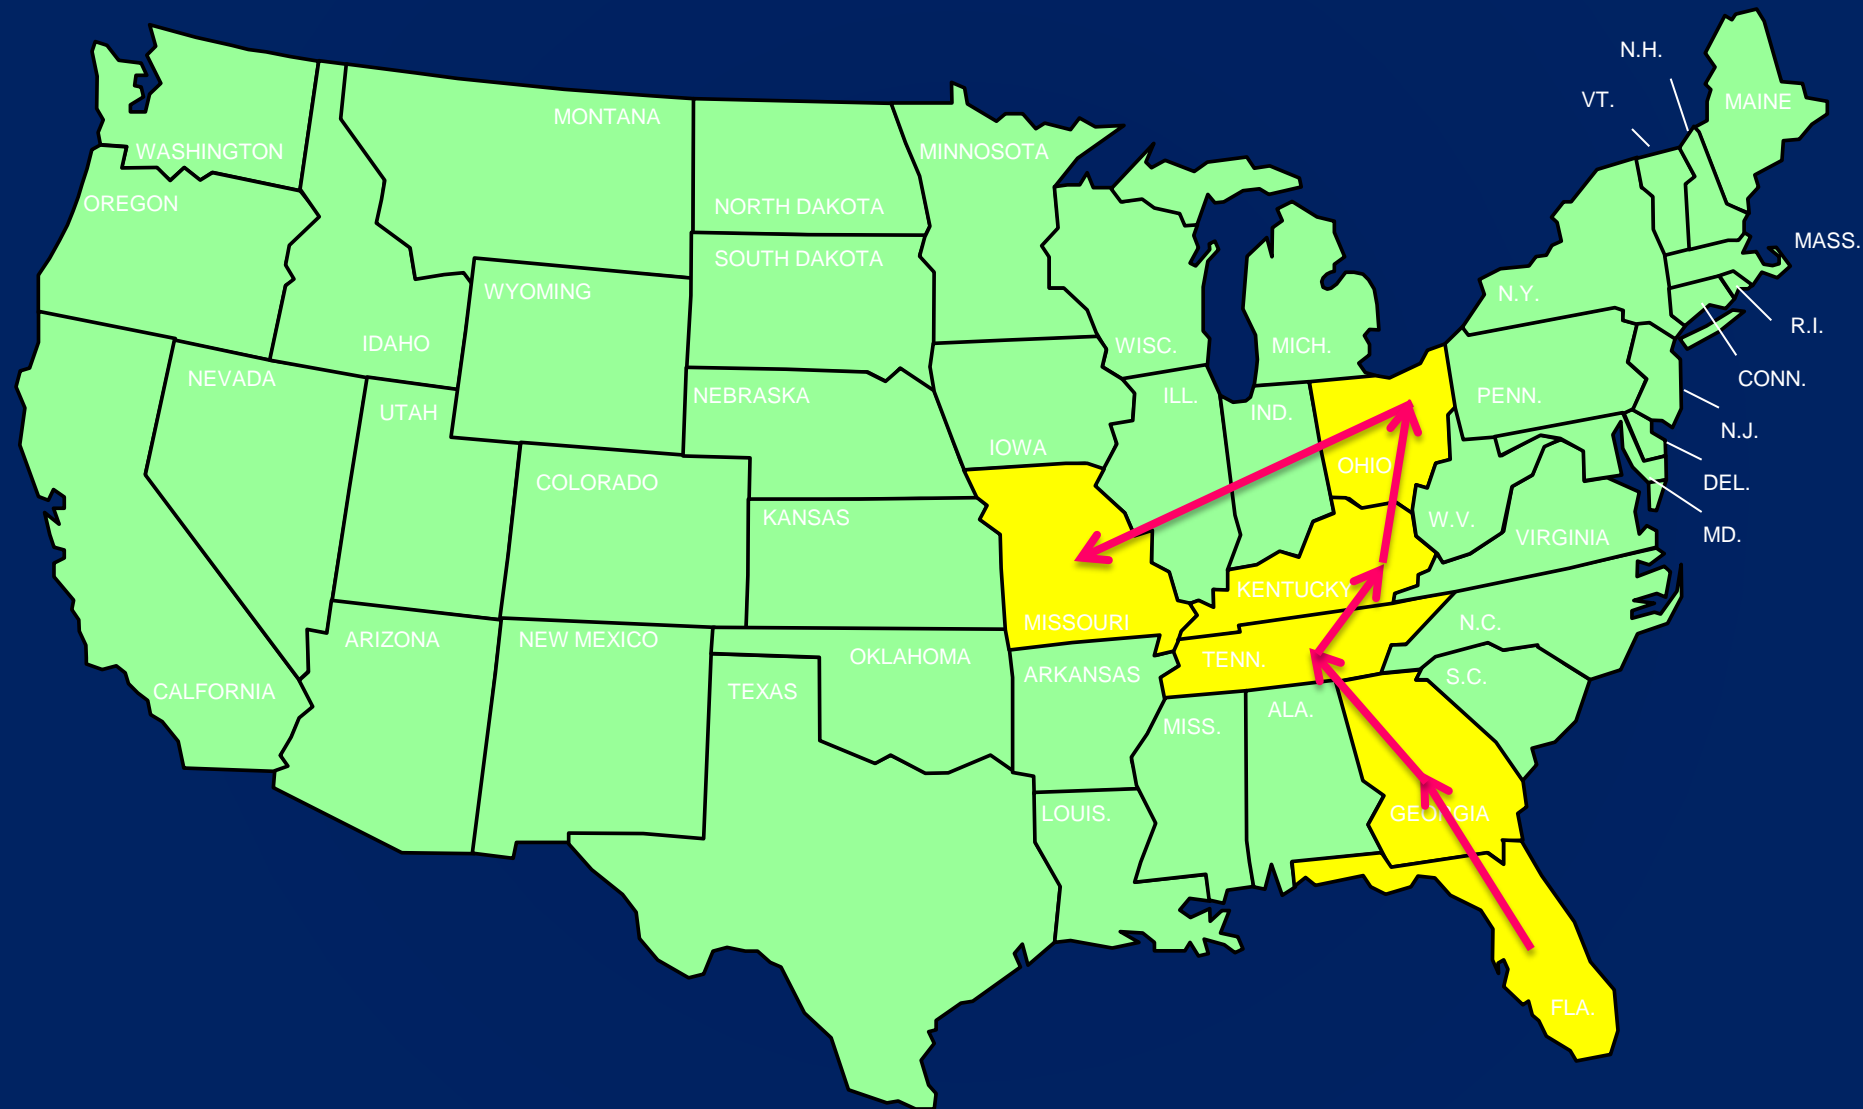 N.H.
VT.
MAINE
MONTANA
WASHINGTON
MINNOSOTA
OREGON
NORTH DAKOTA
MASS.
SOUTH DAKOTA
WYOMING
N.Y.
R.I.
IDAHO
WISC.
MICH.
NEVADA
CONN.
UTAH
NEBRASKA
ILL.
IND.
PENN.
N.J.
IOWA
OHIO
COLORADO
DEL.
KANSAS
W.V.
VIRGINIA
MD.
KENTUCKY
MISSOURI
N.C.
ARIZONA
NEW MEXICO
OKLAHOMA
TENN.
ARKANSAS
S.C.
CALFORNIA
TEXAS
ALA.
MISS.
LOUIS.
GEORGIA
FLA.